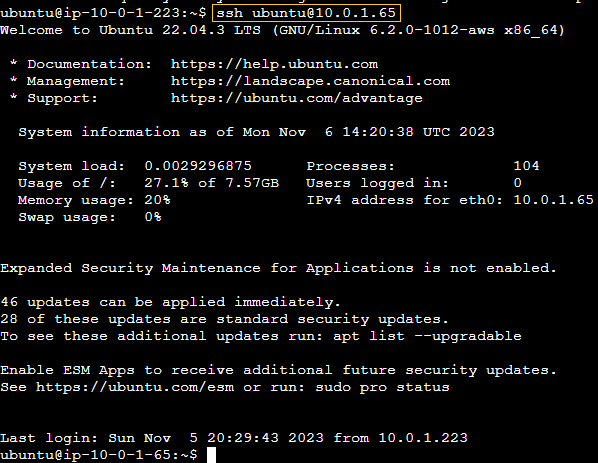 ubuntu@ip-10-0-1-223:~$ ssh ubuntu@10.0.1.65
Welcome to Ubuntu 22.04.3 LTS (GNU/Linux 6.2.0-1012-aws x86_64)
* Documentation:  https://help.ubuntu.com
* Management:     https://landscape.canonical.com
* Support:        https://ubuntu.com/advantage
System information as of Mon Nov  6 14:20:38 UTC 2023
System load:  0.0029296875      Processes:             104
Usage of /:   27.1% of 7.57GB   Users logged in:       0
Memory usage: 20%               IPv4 address for eth0: 10.0.1.65
Swap usage:   0%
Expanded Security Maintenance for Applications is not enabled.
46 updates can be applied immediately.
28 of these updates are standard security updates.
To see these additional updates run: apt list --upgradable
Enable ESM Apps to receive additional future security updates.
See https://ubuntu.com/esm or run: sudo pro status
Last login: Sun Nov  5 20:29:43 2023 from 10.0.1.223
ubuntu@ip-10-0-1-65:~$